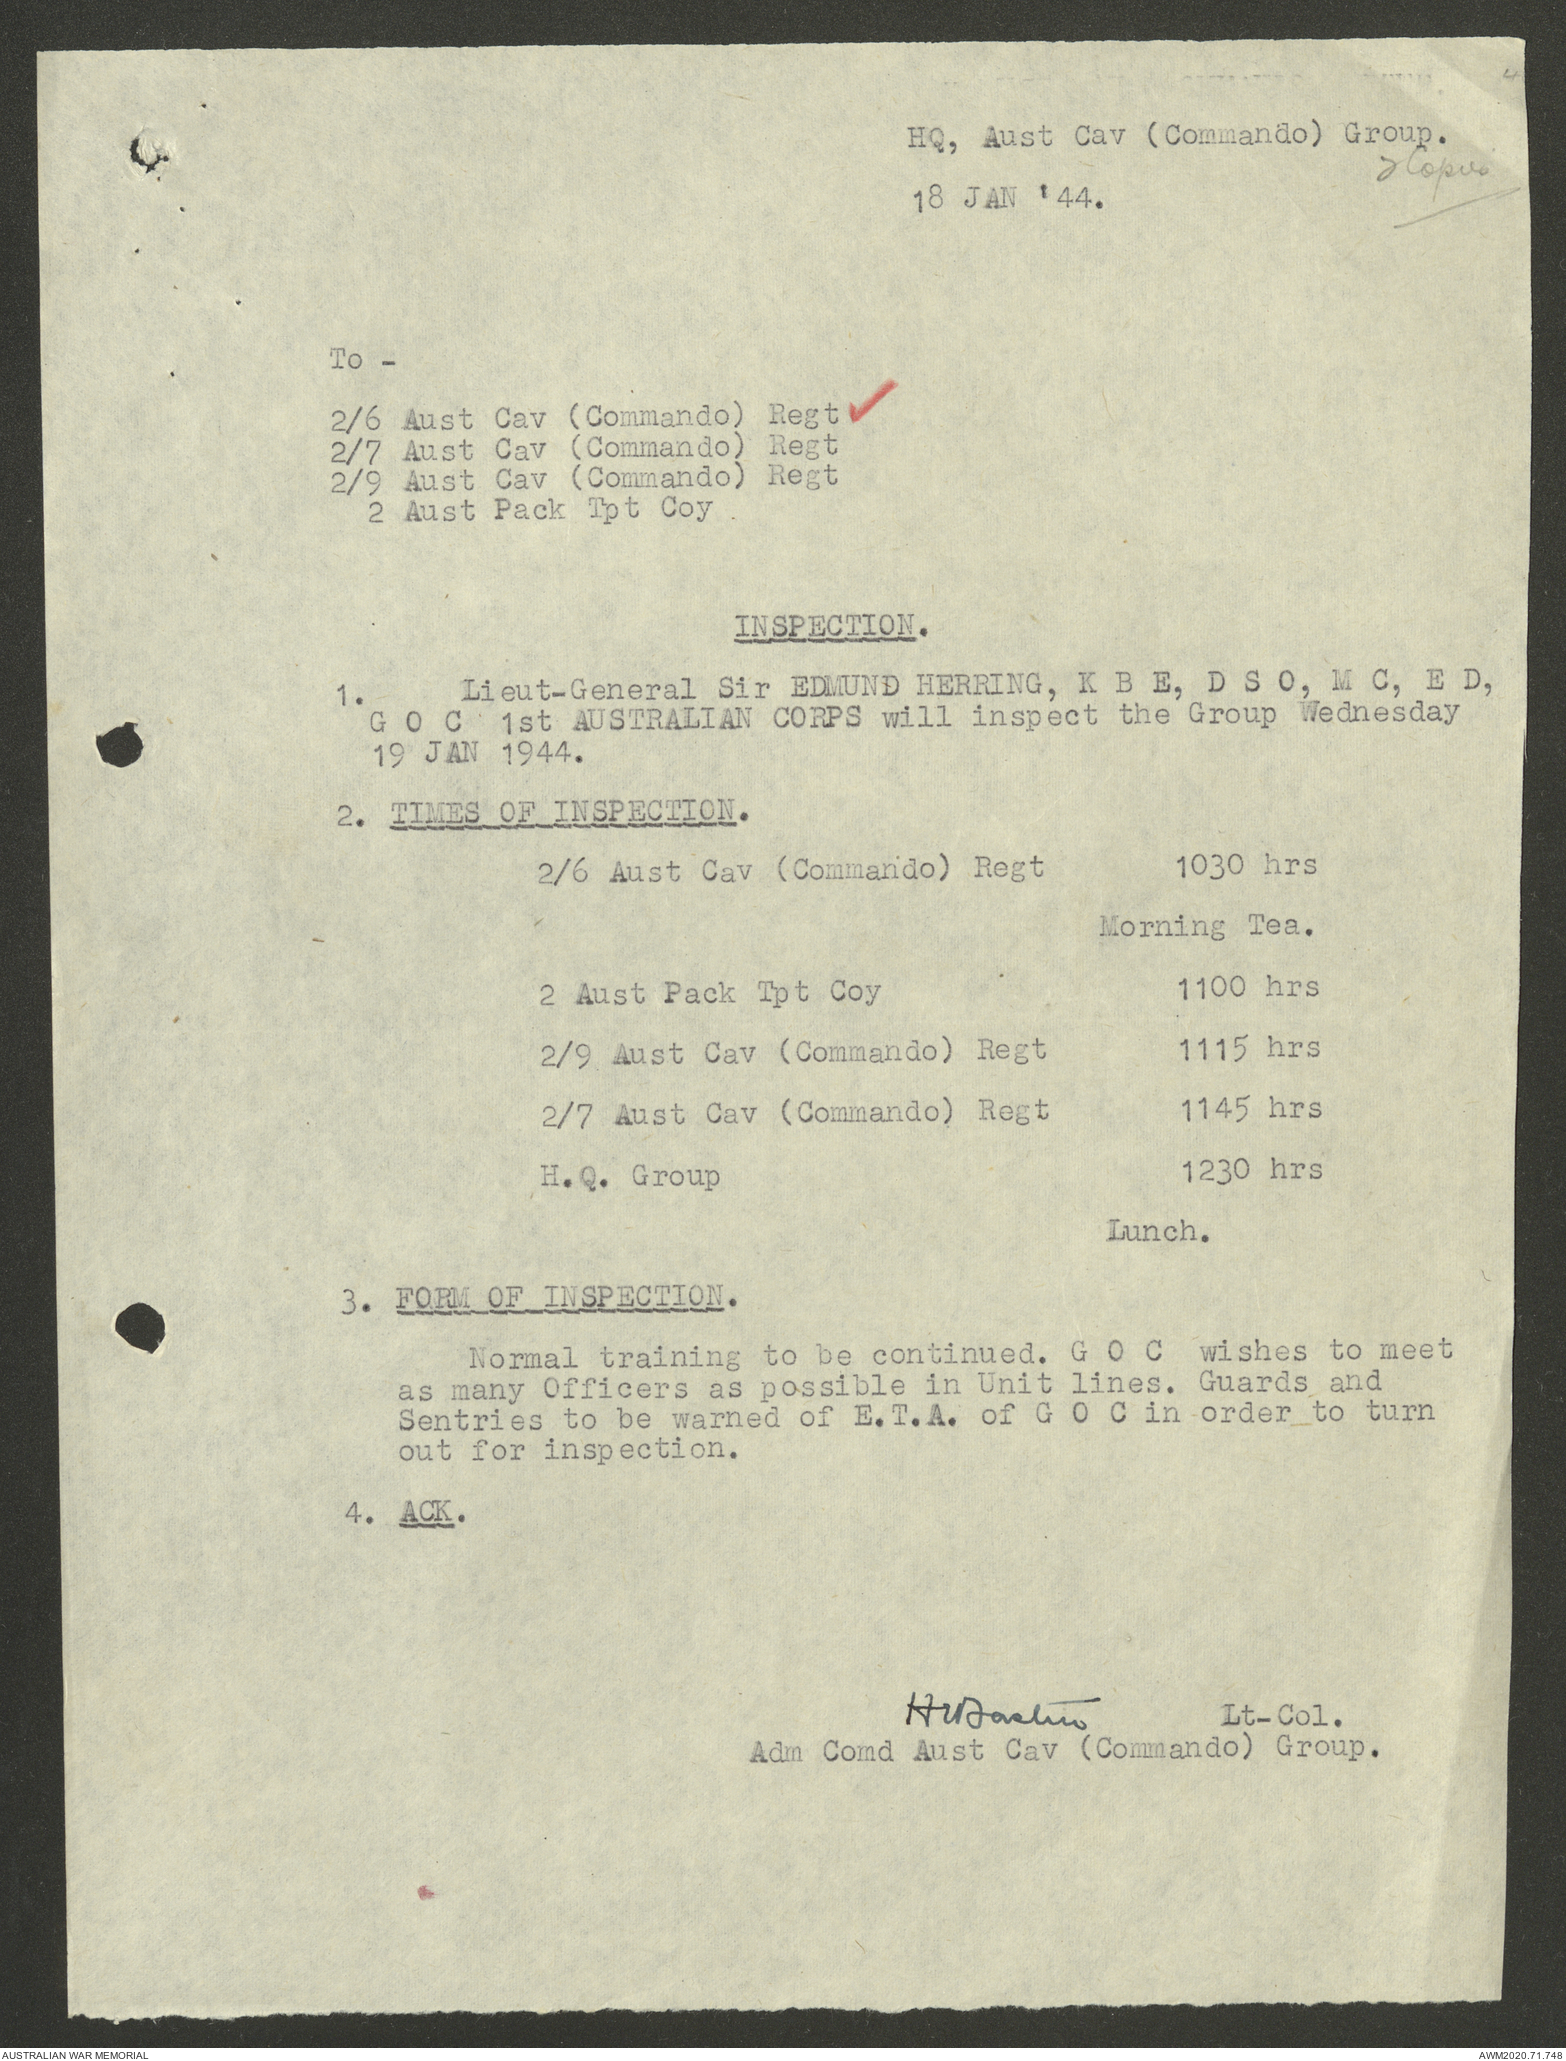 4
HQ, Aust Cav (Commando) Group.
Copies
18 JAN '44.
To -
2/6 Aust Cav (Commando) Regt ✓
2/7 Aust Cav (Commando) Regt
2/9 Aust Cav (Commando) Regt
2 Aust Pack Tpt Coy
INSPECTION.
1. Lieut-General Sir EDMUND HERRING, K B E, D S O, M C, E D,
G O C 1st AUSTRALIAN CORPS will inspect the Group Wednesday
19 JAN 1944.
2. TIMES OF INSPECTION.
2/6 Aust Cav (Commando) Regt 1030 hrs
Morning Tea.
2 Aust Pack Tpt Coy 1100 hrs
2/9 Aust Cav (Commando) Regt 1115 hrs
2/7 Aust Cav (Commando) Regt 1145 hrs
H.Q. Group 1230 hrs
Lunch.
3. FORM OF INSPECTION.
Normal training to be continued. G O C wishes to meet
as many Officers as possible in Unit lines. Guards and
Sentries to be warned of E.T.A. of G O C in order to turn
out for inspection.
4. ACK.
Lt-Col.
Adm Comd Aust Cav (Commando) Group.
AUSTRALIAN WAR MEMORIAL
AWM2020.71.748